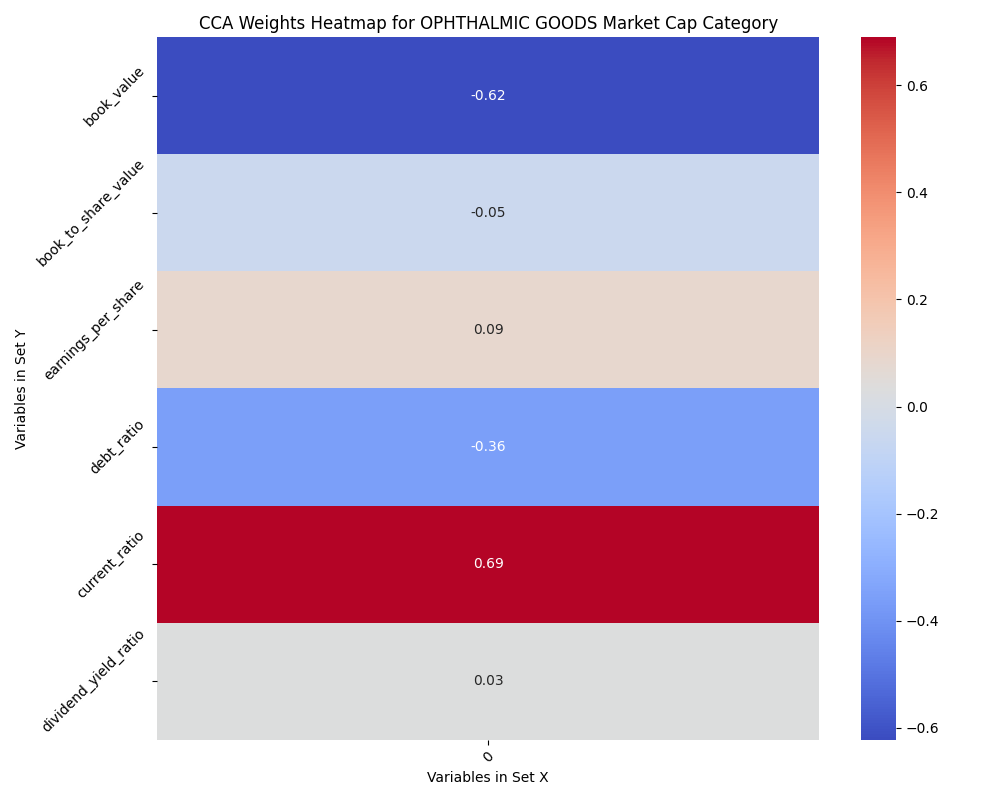 CCA Weights Heatmap for OPHTHALMIC GOODS Market Cap Category
Variables in Set Y
book_value
-0.62
book_to_share_value
-0.05
earnings_per_share
0.09
debt_ratio
-0.36
current_ratio
0.69
dividend_yield_ratio
0.03
0
Variables in Set X
0.6
0.4
0.2
0.0
−0.2
−0.4
−0.6